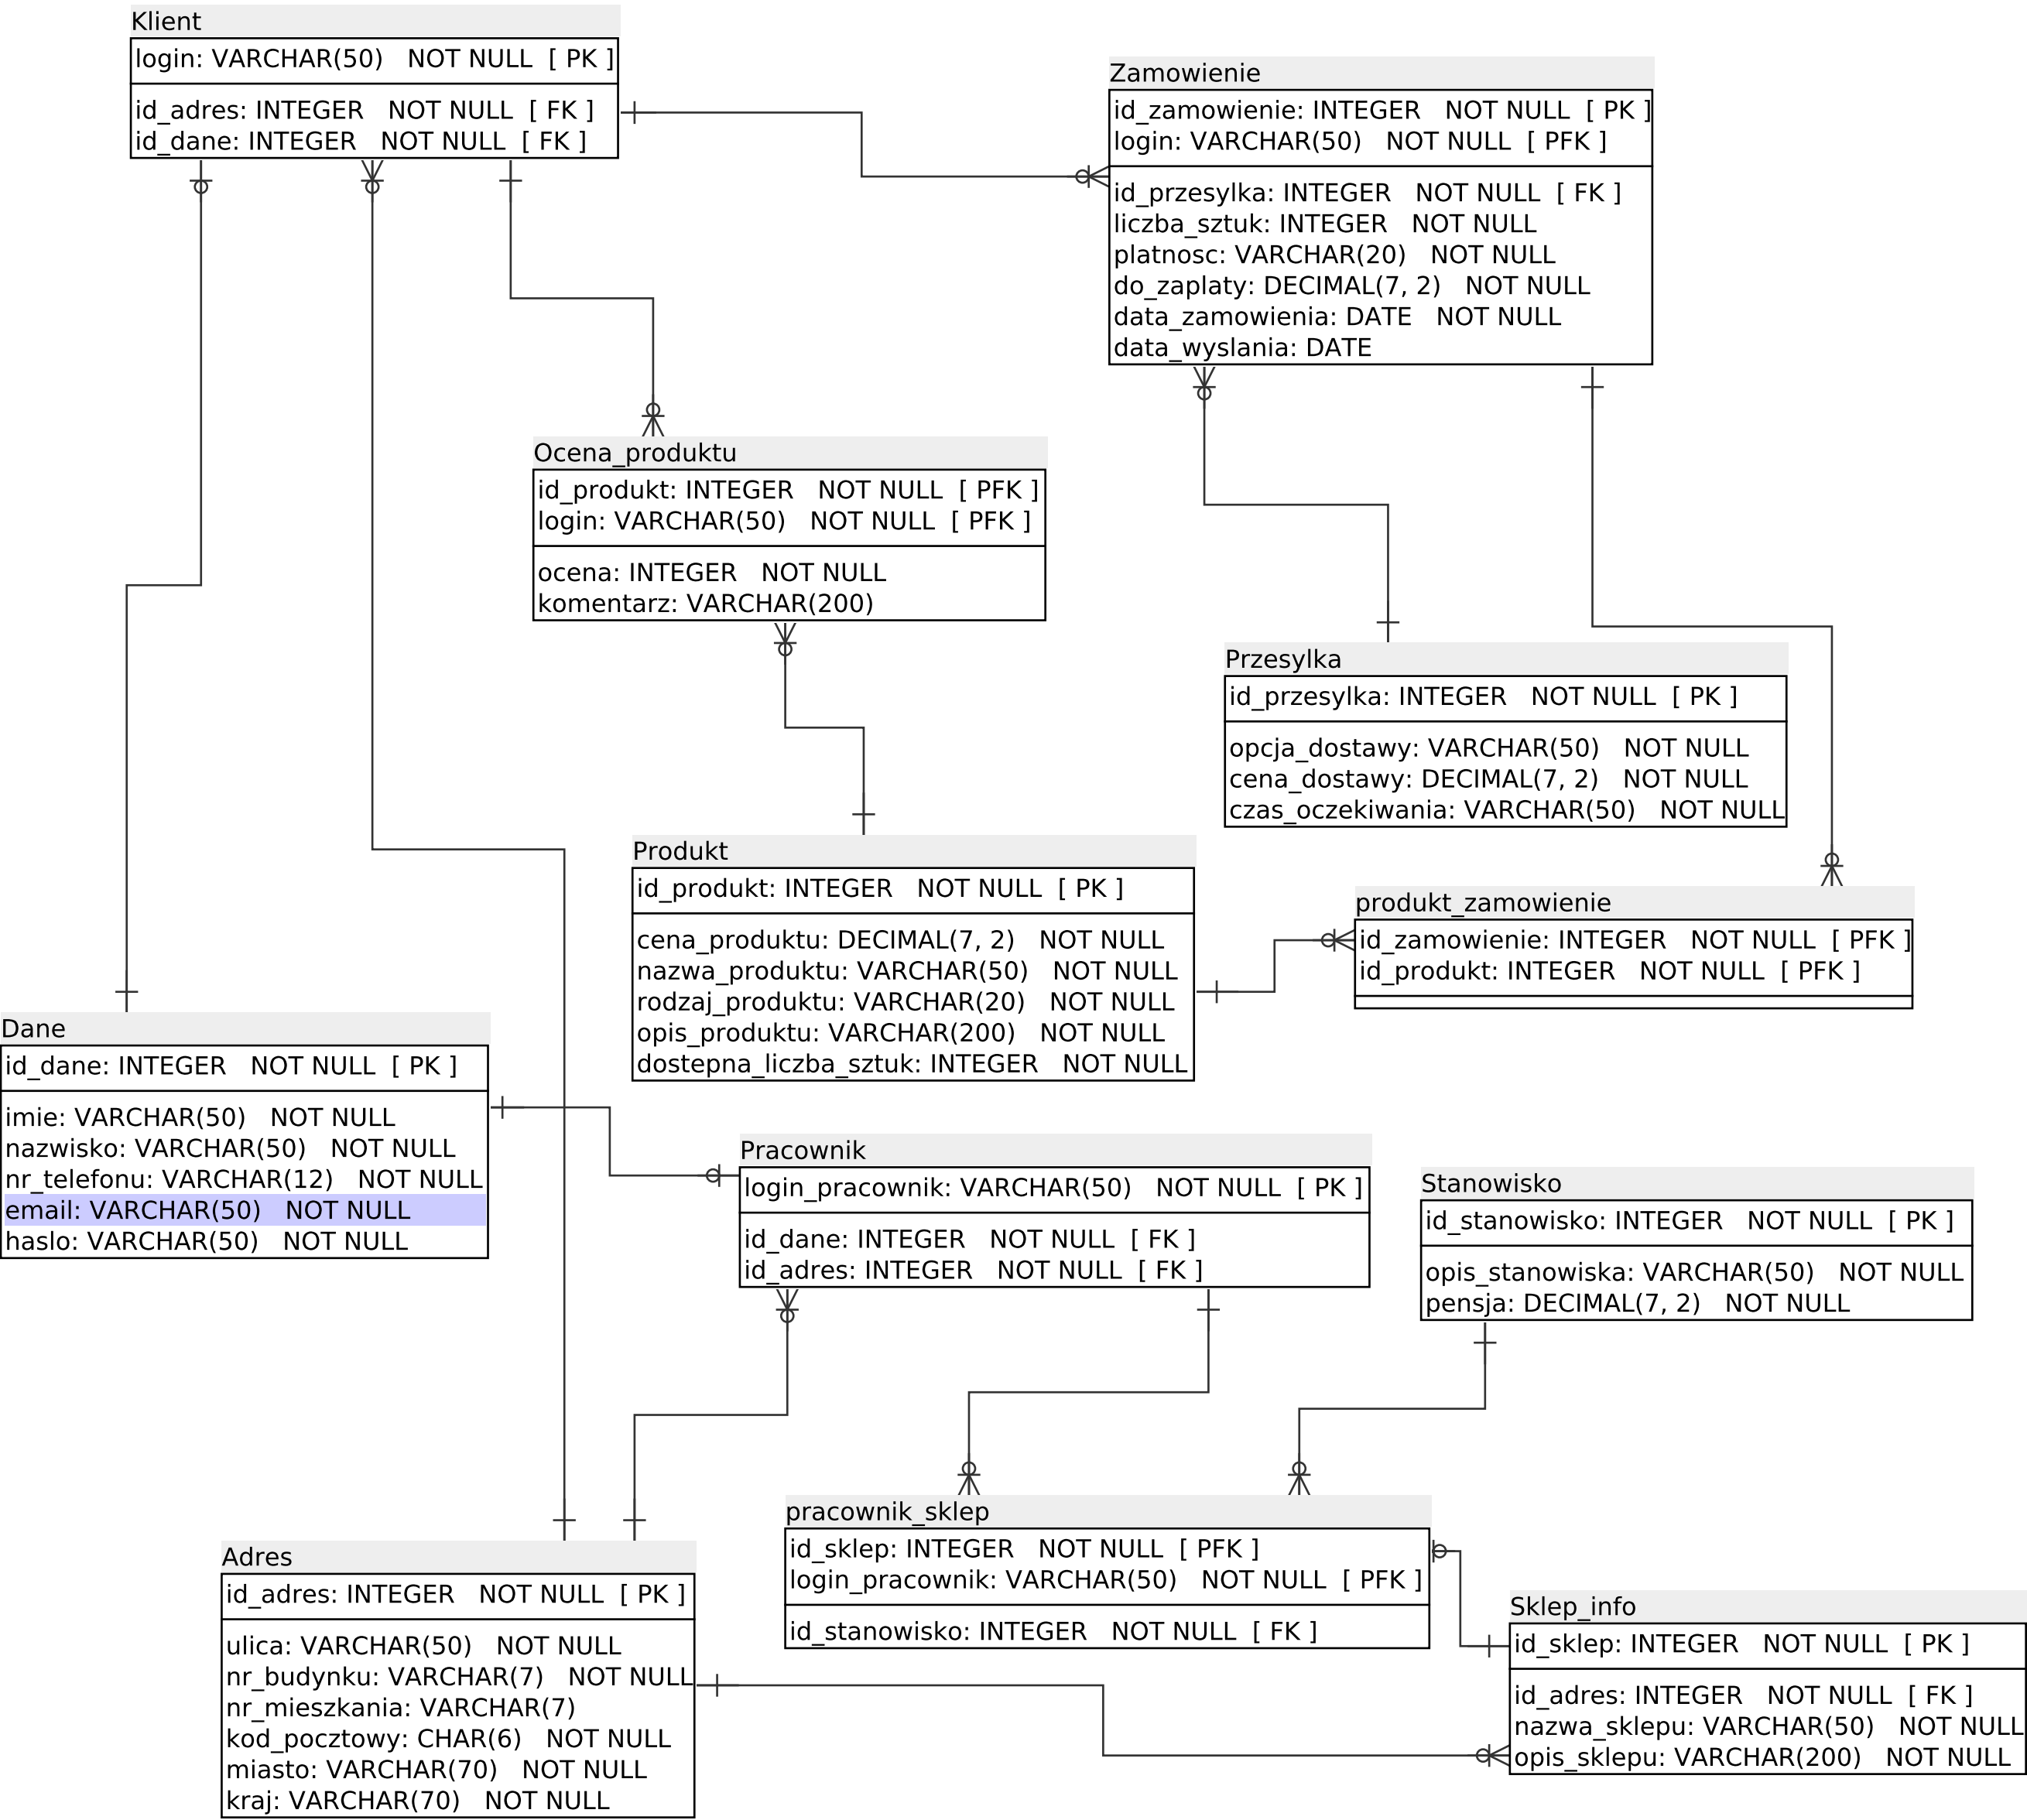 Klient
login: VARCHAR(50) NOT NULL [ PK ]
id_adres: INTEGER NOT NULL [ FK ]
id_dane: INTEGER NOT NULL [ FK ]
Zamowienie
id_zamowienie: INTEGER NOT NULL [ PK ]
login: VARCHAR(50) NOT NULL [ PFK ]
id_przesylka: INTEGER NOT NULL [ FK ]
liczba_sztuk: INTEGER NOT NULL
platnosc: VARCHAR(20) NOT NULL
do_zaplaty: DECIMAL(7, 2) NOT NULL
data_zamowienia: DATE NOT NULL
data_wyslania: DATE
Ocena_produktu
id_produkt: INTEGER NOT NULL [ PFK ]
login: VARCHAR(50) NOT NULL [ PFK ]
ocena: INTEGER NOT NULL
komentarz: VARCHAR(200)
Przesylka
id_przesylka: INTEGER NOT NULL [ PK ]
opcja_dostawy: VARCHAR(50) NOT NULL
cena_dostawy: DECIMAL(7, 2) NOT NULL
czas_oczekiwania: VARCHAR(50) NOT NULL
Produkt
id_produkt: INTEGER NOT NULL [ PK ]
cena_produktu: DECIMAL(7, 2) NOT NULL
nazwa_produktu: VARCHAR(50) NOT NULL
rodzaj_produktu: VARCHAR(20) NOT NULL
opis_produktu: VARCHAR(200) NOT NULL
dostepna_liczba_sztuk: INTEGER NOT NULL
produkt_zamowienie
id_zamowienie: INTEGER NOT NULL [ PFK ]
id_produkt: INTEGER NOT NULL [ PFK ]
Dane
id_dane: INTEGER NOT NULL [ PK ]
imie: VARCHAR(50) NOT NULL
nazwisko: VARCHAR(50) NOT NULL
nr_telefonu: VARCHAR(12) NOT NULL
email: VARCHAR(50) NOT NULL
haslo: VARCHAR(50) NOT NULL
Pracownik
login_pracownik: VARCHAR(50) NOT NULL [ PK ]
id_dane: INTEGER NOT NULL [ FK ]
id_adres: INTEGER NOT NULL [ FK ]
Stanowisko
id_stanowisko: INTEGER NOT NULL [ PK ]
opis_stanowiska: VARCHAR(50) NOT NULL
pensja: DECIMAL(7, 2) NOT NULL
pracownik_sklep
id_sklep: INTEGER NOT NULL [ PFK ]
login_pracownik: VARCHAR(50) NOT NULL [ PFK ]
id_stanowisko: INTEGER NOT NULL [ FK ]
Adres
id_adres: INTEGER NOT NULL [ PK ]
ulica: VARCHAR(50) NOT NULL
nr_budynku: VARCHAR(7) NOT NULL
nr_mieszkania: VARCHAR(7)
kod_pocztowy: CHAR(6) NOT NULL
miasto: VARCHAR(70) NOT NULL
kraj: VARCHAR(70) NOT NULL
Sklep_info
id_sklep: INTEGER NOT NULL [ PK ]
id_adres: INTEGER NOT NULL [ FK ]
nazwa_sklepu: VARCHAR(50) NOT NULL
opis_sklepu: VARCHAR(200) NOT NULL